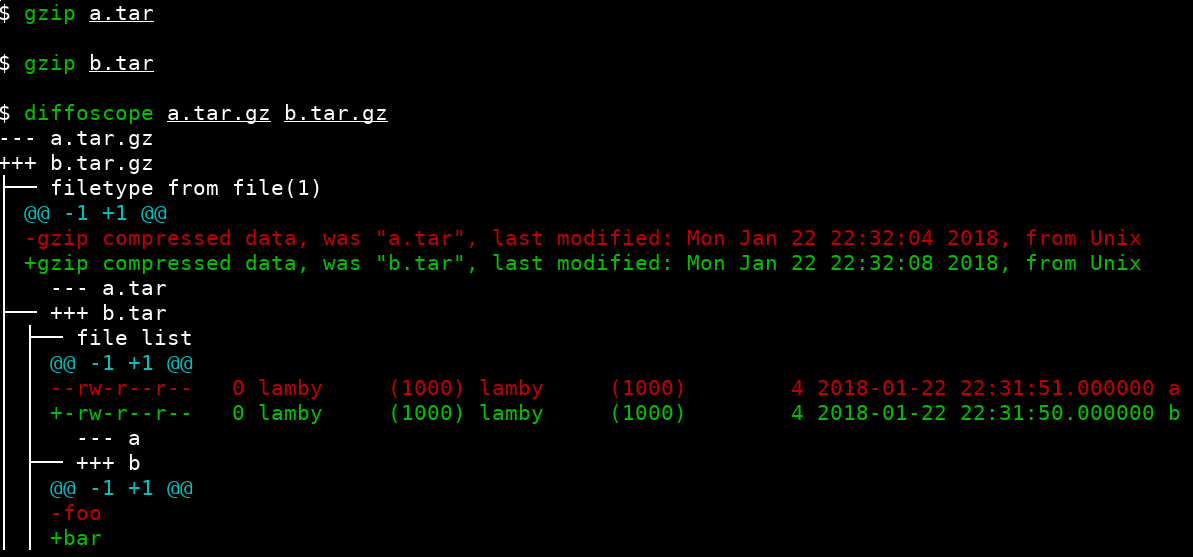 $ gzip a.tar
$ gzip b.tar
$ diffoscope a.tar.gz b.tar.gz
--- a.tar.gz
+++ b.tar.gz
├── filetype from file(1)
│ @@ -1 +1 @@
│ -gzip compressed data, was "a.tar", last modified: Mon Jan 22 22:32:04 2018, from Unix
│ +gzip compressed data, was "b.tar", last modified: Mon Jan 22 22:32:08 2018, from Unix
│   --- a.tar
├── +++ b.tar
│ ├── file list
│ │ @@ -1 +1 @@
│ │ --rw-r--r--   0 lamby     (1000) lamby     (1000)        4 2018-01-22 22:31:51.000000 a
│ │ +-rw-r--r--   0 lamby     (1000) lamby     (1000)        4 2018-01-22 22:31:50.000000 b
│ │   --- a
│ ├── +++ b
│ │ @@ -1 +1 @@
│ │ -foo
│ │ +bar